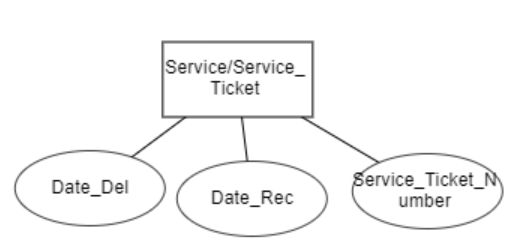 Service/Service_
Ticket
Date_Del
Date_Rec
Service_Ticket_N
umber